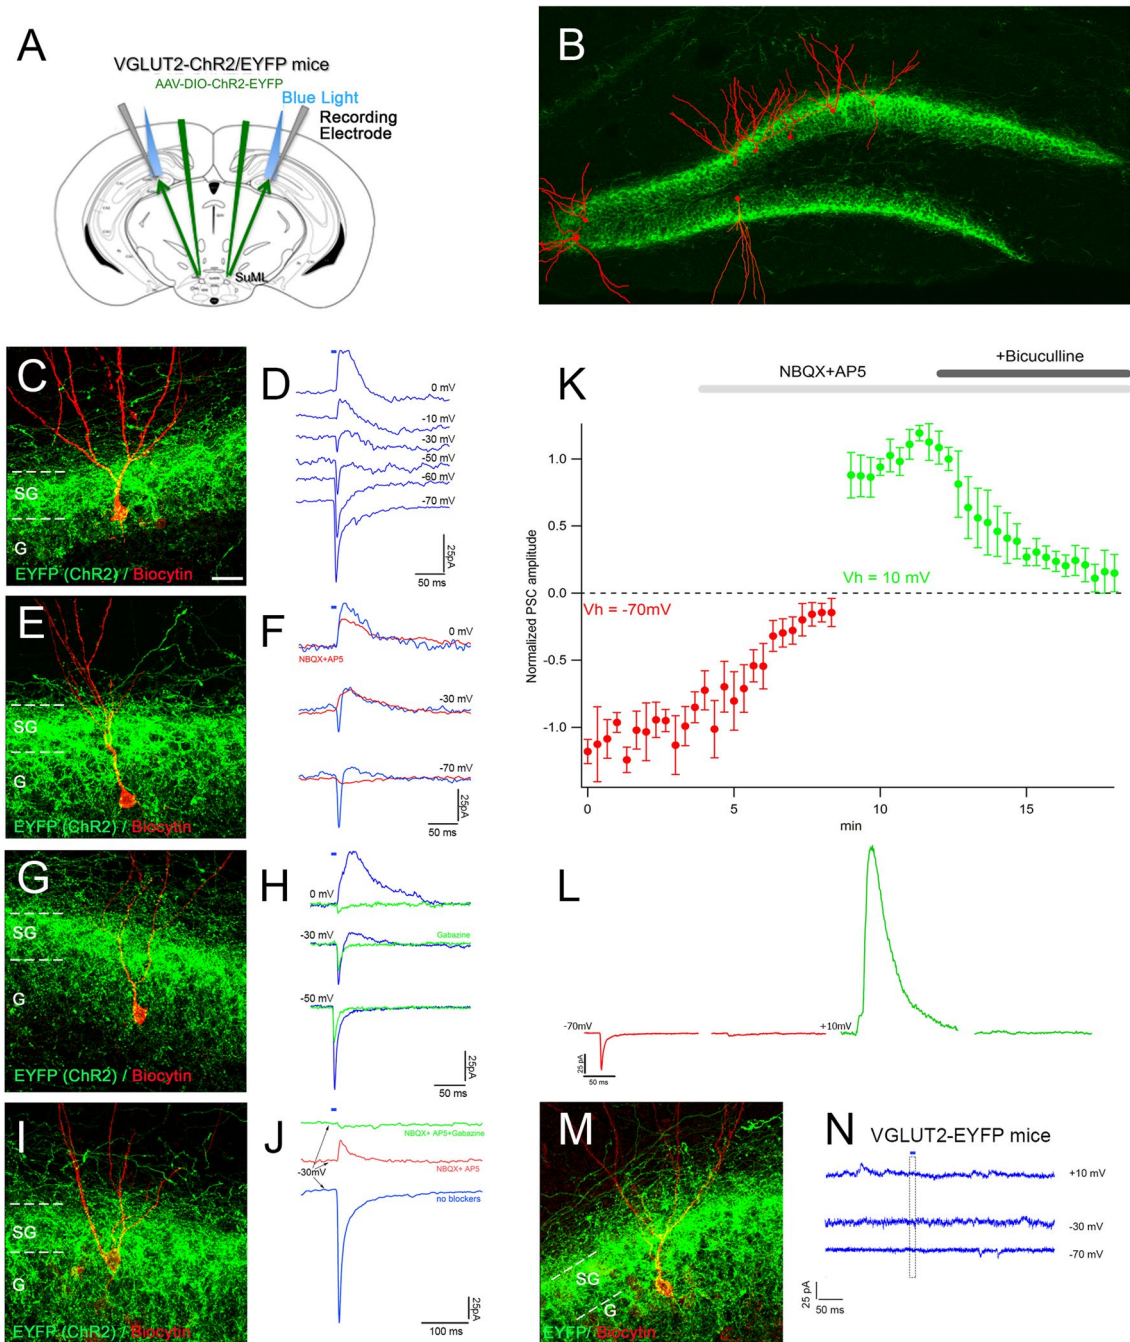 A
VGLUT2-ChR2/EYFP mice
AAV-DIO-ChR2-EYFP
Blue Light
Recording
Electrode
SuML
B
C
SG
G
EYFP (ChR2) / Biocytin
D
0 mV
-10 mV
-30 mV
-50 mV
-60 mV
-70 mV
25pA
50 ms
E
SG
G
EYFP (ChR2) / Biocytin
F
0 mV
NBQX+AP5
-30 mV
-70 mV
25pA
50 ms
G
SG
G
EYFP (ChR2) / Biocytin
H
0 mV
Gabazine
-30 mV
-50 mV
25pA
50 ms
I
SG
G
EYFP (ChR2) / Biocytin
J
NBQX+ AP5+Gabazine
-30mV
NBQX+ AP5
no blockers
25pA
100 ms
K
+Bicuculline
NBQX+AP5
Normalized PSC amplitude
1.0
0.5
0.0
-0.5
-1.0
Vh = 10 mV
Vh = -70mV
0
5
10
15
min
L
-70mV
+10mV
25 pA
50 ms
M
SG
G
EYFP/ Biocytin
N
VGLUT2-EYFP mice
+10 mV
-30 mV
-70 mV
25 pA
50 ms